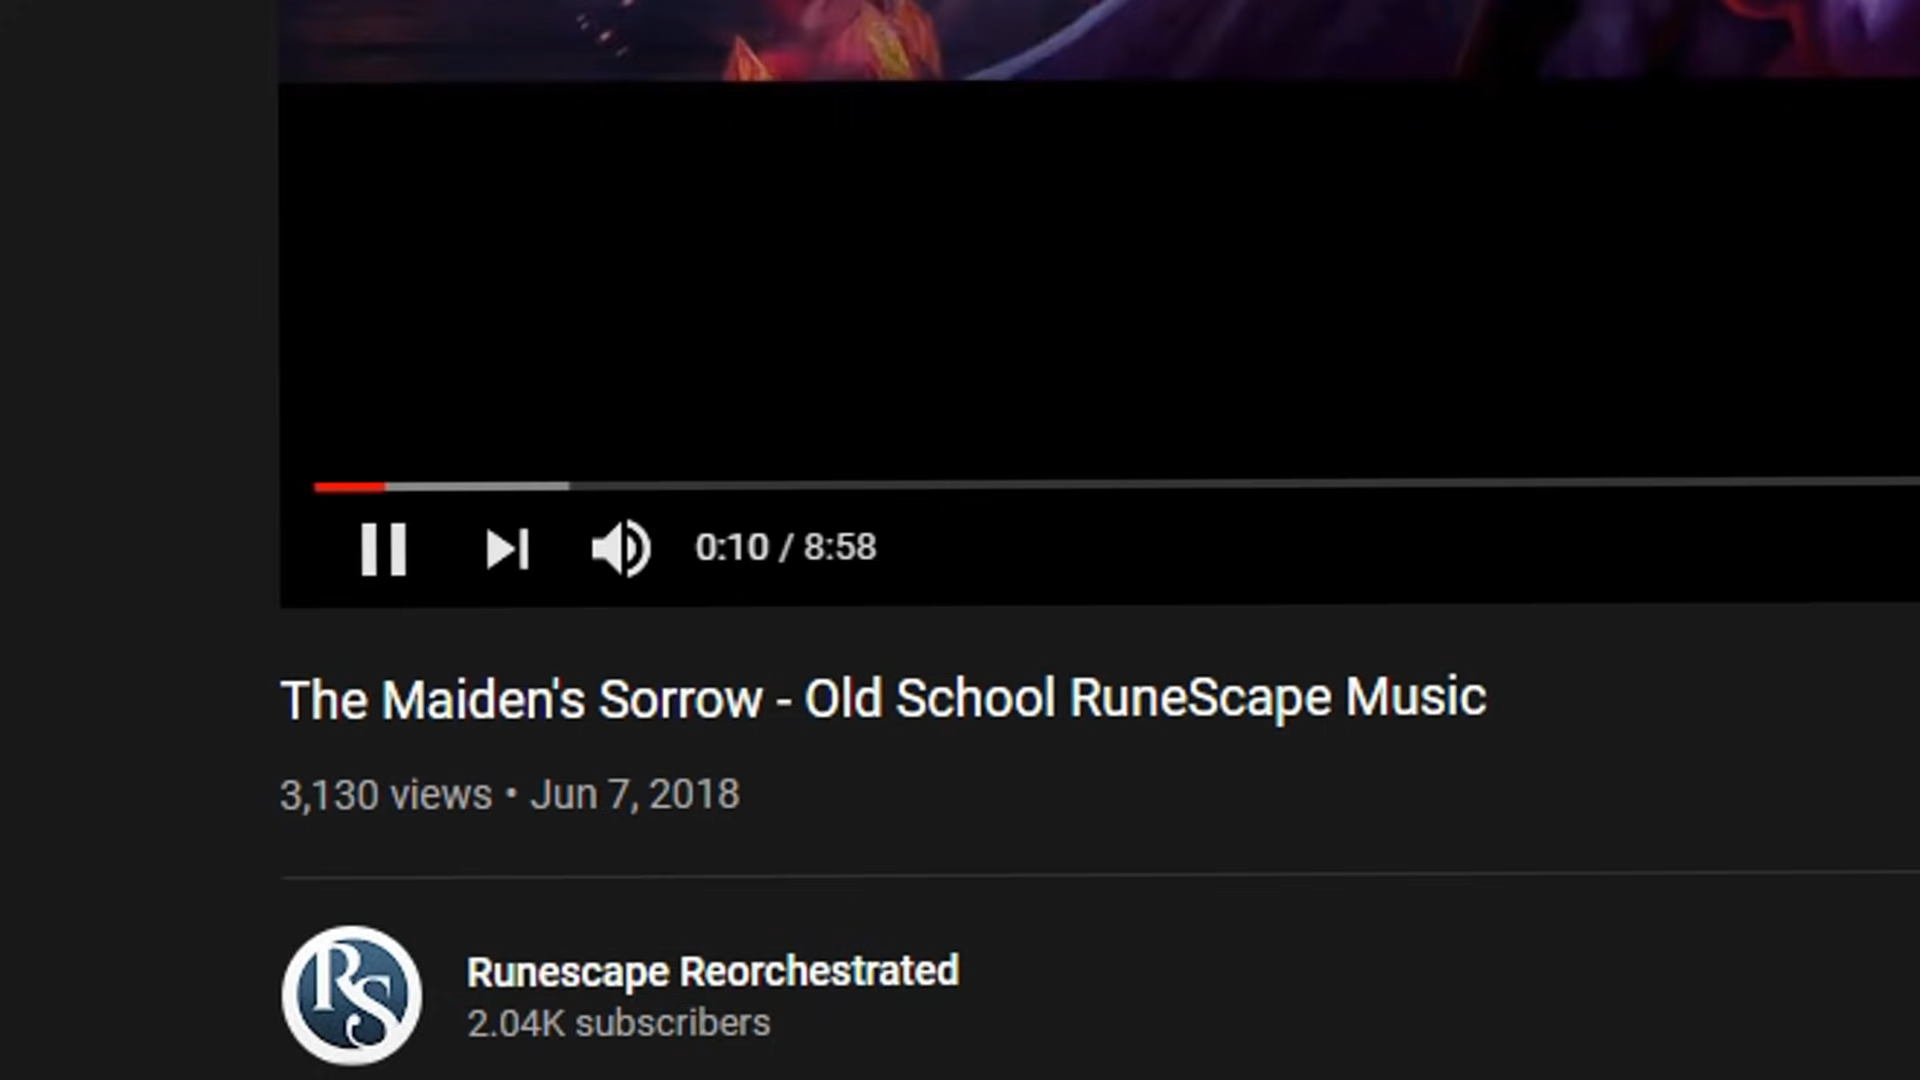 0:10 / 8:58
The Maiden's Sorrow - Old School RuneScape Music
3,130 views • Jun 7, 2018
RS
Runescape Reorchestrated
2.04K subscribers